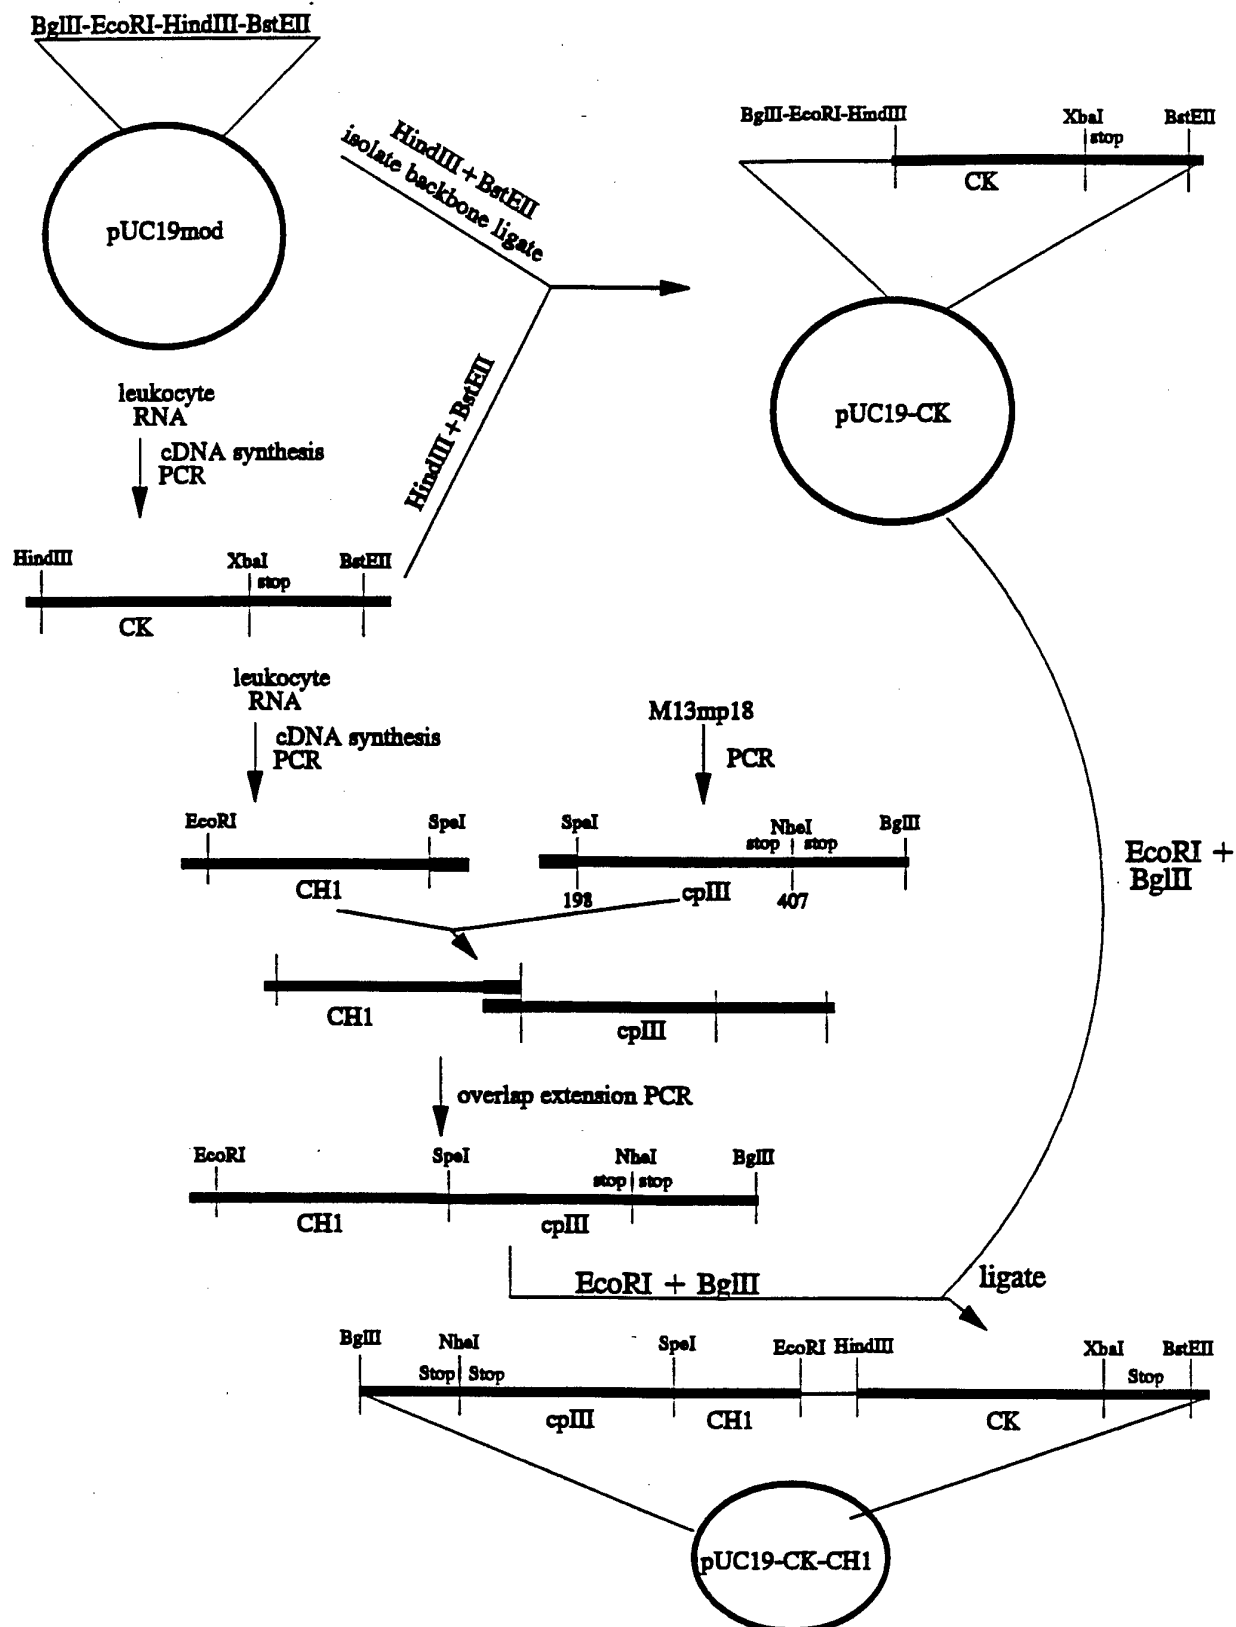 BglII-EcoRI-HindIII-BstEII
pUC19mod
HindIII+BstEII
isolate backbone ligate
BglII-EcoRI-HindIII
XbaI
stop
BstEII
CK
pUC19-CK
leukocyte
RNA
cDNA synthesis
PCR
HindIII+BstEII
HindIII
XbaI
stop
BstEII
CK
leukocyte
RNA
cDNA synthesis
PCR
M13mp18
PCR
EcoRI
SpeI
CH1
SpeI
NheI
stop stop
BglII
198
cpIII
407
EcoRI +
BglII
CH1
cpIII
overlap extension PCR
EcoRI
SpeI
NheI
stop stop
BglII
CH1
cpIII
EcoRI + BglII
ligate
BglII
NheI
Stop Stop
SpeI
EcoRI HindIII
XbaI
Stop
BstEII
cpIII
CH1
CK
pUC19-CK-CH1